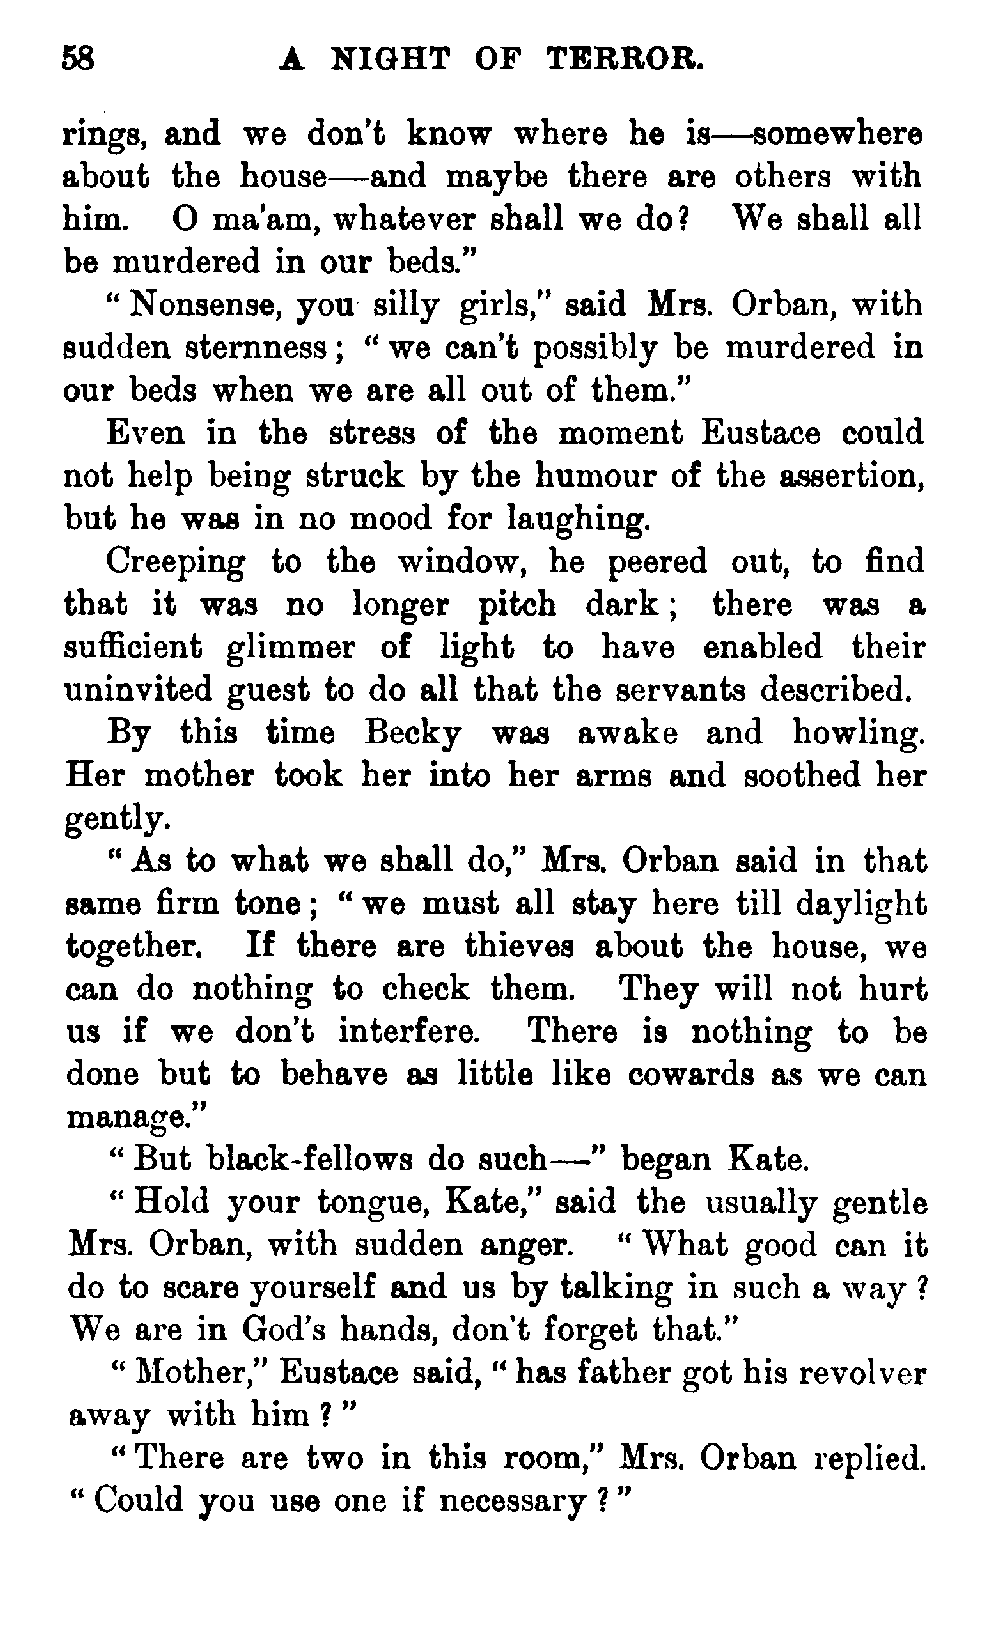 58 A NIGHT OF TERROR.
rings, and we don't know where he is—somewhere
about the house—and maybe there are others with
him. O ma'am, whatever shall we do? We shall all
be murdered in our beds."
"Nonsense, you silly girls," said Mrs. Orban, with
sudden sternness; "we can't possibly be murdered in
our beds when we are all out of them."
Even in the stress of the moment Eustace could
not help being struck by the humour of the assertion,
but he was in no mood for laughing.
Creeping to the window, he peered out, to find
that it was no longer pitch dark; there was a
sufficient glimmer of light to have enabled their
uninvited guest to do all that the servants described.
By this time Becky was awake and howling.
Her mother took her into her arms and soothed her
gently.
"As to what we shall do," Mrs. Orban said in that
same firm tone; "we must all stay here till daylight
together. If there are thieves about the house, we
can do nothing to check them. They will not hurt
us if we don't interfere. There is nothing to be
done but to behave as little like cowards as we can
manage."
"But black-fellows do such—" began Kate.
"Hold your tongue, Kate," said the usually gentle
Mrs. Orban, with sudden anger. "What good can it
do to scare yourself and us by talking in such a way?
We are in God's hands, don't forget that."
"Mother," Eustace said, "has father got his revolver
away with him?"
"There are two in this room," Mrs. Orban replied.
"Could you use one if necessary?"